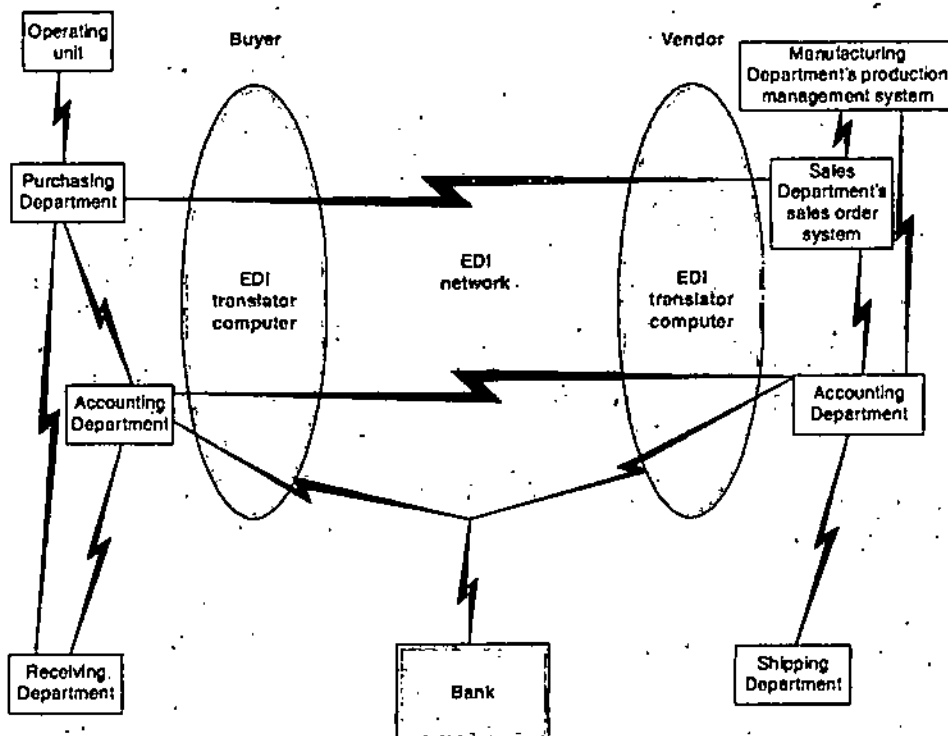 Operating
unit
Buyer
Vendor
Manufacturing
Department's production
management system
Purchasing
Department
Sales
Department's
sales order
system
EDI
translator
computer
EDI
network
EDI
translator
computer
Accounting
Department
Accounting
Department
Receiving
Department
Bank
Shipping
Department